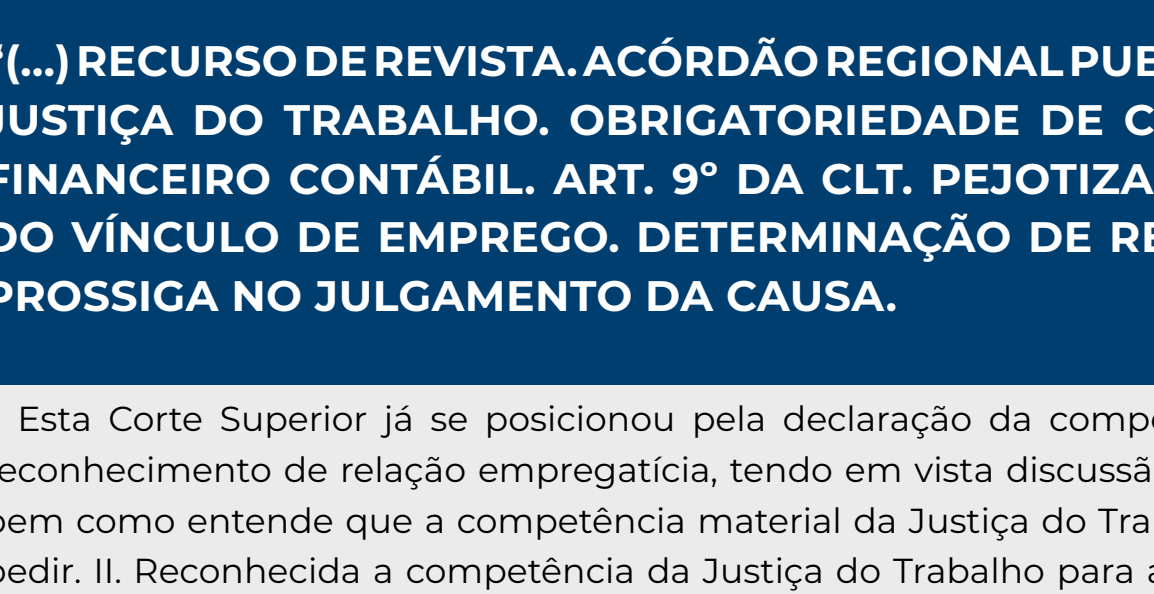 (...) RECURSO DE REVISTA. ACÓRDÃO REGIONAL PUB
JUSTIÇA DO TRABALHO. OBRIGATORIEDADE DE C
FINANCEIRO CONTÁBIL. ART. 9º DA CLT. PEJOTIZA
DO VÍNCULO DE EMPREGO. DETERMINAÇÃO DE RE
PROSSIGA NO JULGAMENTO DA CAUSA.
Esta Corte Superior já se posicionou pela declaração da compe
econhecimento de relação empregatícia, tendo em vista discussã
bem como entende que a competência material da Justiça do Tra
pedir. II. Reconhecida a competência da Justiça do Trabalho para a